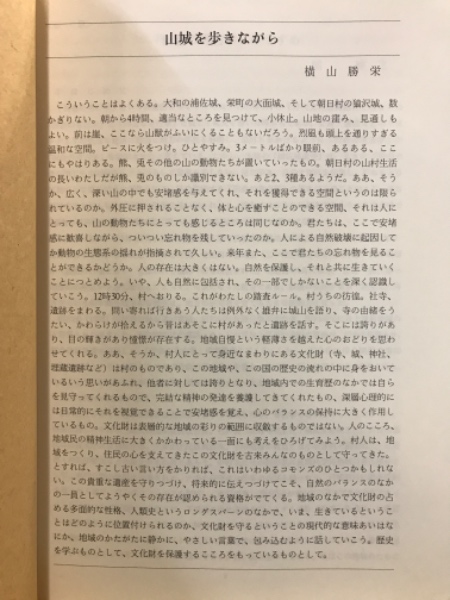 山城を歩きながら
横山勝栄
こういうことはよくある。大和の浦佐城、栄町の大面城、そして朝日村の猿沢城、数
かぎりない。朝から4時間、適当なところを見つけて、小休止。山地の窪み、見通しも
よい。前は崖、ここなら山獣がふいにくることもないだろう。烈風も頭上を通りすぎる
温和な空間。ピースに火をつけ。ひとやすみ。3メートルばかり眼前、あるある、ここ
にもやはりある。熊、兎その他の山の動物たちが置いていったもの。朝日村の山村生活
の長いわたしだが熊、兎のものしか識別できない。あと2、3種あるようだ。ああ、そう
か、広く、深い山の中でも安堵感を与えてくれ、それを獲得できる空間というのは限ら
れているのか。外圧に押されることなく、体と心を癒すことのできる空間、それは人に
とっても、山の動物たちにとっても感じるところは同じなのか。君たちは、ここで安堵
感に歓喜しながら、ついつい忘れ物を残していったのか。人による自然破壊に起因して
か動物の生態系の揺れが指摘されて久しい。来年また、ここで君たちの忘れ物を見るこ
とができるかどうか。人の存在は大きくはない。自然を保護し、それと共に生きていく
ことにつとめよう。いや、人も自然に包括され、その一部でしかないことを深く認識し
ていこう。12時30分、村へおりる。これがわたしの踏査ルール。村うちの彷徨。社寺、
遺跡をまわる。問い寄れば行きあう人たちは例外なく雄弁に城山を語り、寺の由緒をう
たい、かわらけが拾えるから昔はあそこに村があったと遺跡を話す。そこには誇りがあ
り、目の輝きがあり憧憬が存する。地域自慢という軽薄さを越えた心のおどりを思わ
せてくれる。ああ、そうか、村人にとって身近なまわりにある文化財（寺、城、神社、
埋蔵遺跡など）は村のものであり、この地域や、この国の歴史の流れの中に身をおいて
いるという思いがあふれ、他者に対しては誇りとなり、地域内での生育歴のなかでは自ら
を見守ってくれるもので、完幼な精神の発達を養護してきてくれたもの、深層心理的に
は日常的にそれを視覚できることで安堵感を覚え、心のバランスの保持に大きく作用し
ているもの。文化財は表層的な地域の彩りの範囲に収斂するものではない。人のこころ、
地域民の精神生活に大きくかかわっている一面にも考えをひろげてみよう。村人は、地
域をつくり、住民の心を支えてきたこの文化財を古来みんなのものとして守ってきた。
とすれば、すこし古い言い方をかりれば、これはいわゆるコモンズのひとつかもしれな
い。この貴重な遺産を守りつづけ、将来的に伝えつづけてこそ、自然のバランスのなか
の一員としてようやくその存在が認められる資格がでてくる。地域のなかで文化財の占
める多面的な性格、人類史というロングスパーンのなかで、いま、生きているというこ
とはどのように位置付けられるのか、文化財を守るということの現代的な意味あいはな
にか、地域のかたがたに静かに、やさしい言葉で、包み込むように話していこう。歴史
を学ぶものとして、文化財を保護するこころをもっているものとして。